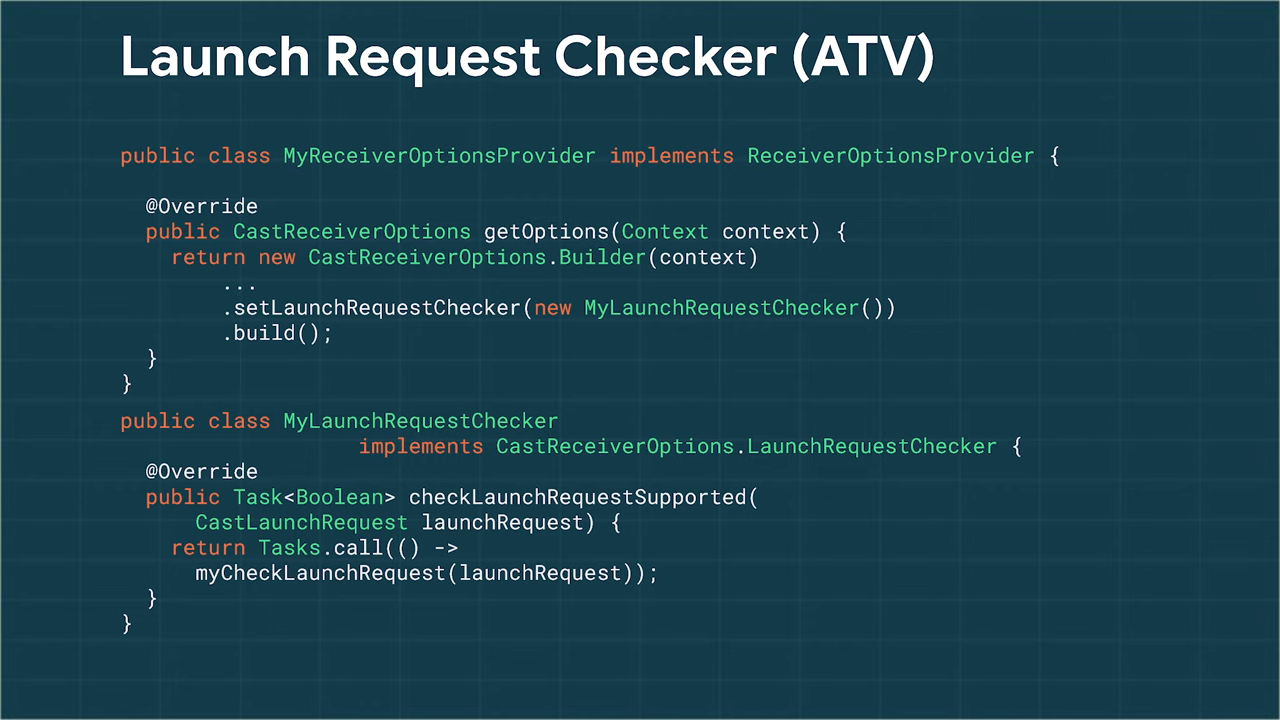 Launch Request Checker (ATV)
public class MyReceiverOptionsProvider implements ReceiverOptionsProvider {
@Override
public CastReceiverOptions getOptions(Context context) {
return new CastReceiverOptions.Builder(context)
...
.setLaunchRequestChecker(new MyLaunchRequestChecker())
.build();
}
}
public class MyLaunchRequestChecker
implements CastReceiverOptions.LaunchRequestChecker {
@Override
public Task<Boolean> checkLaunchRequestSupported(
CastLaunchRequest launchRequest) {
return Tasks.call(() ->
myCheckLaunchRequest(launchRequest));
}
}